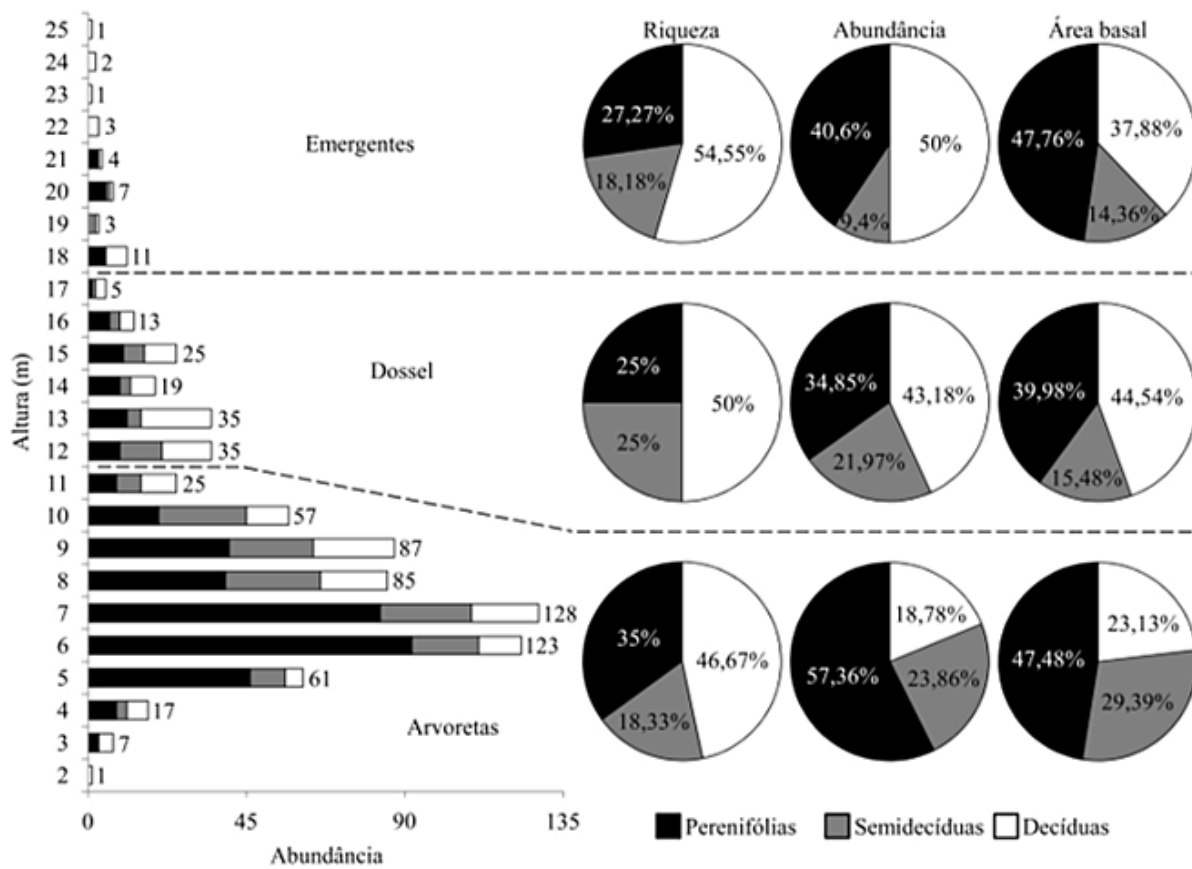 Riqueza Abundância Área basal
25 1
24 2
23 1
22 3
21 4
20 7
19 3
18 11
Emergentes
27,27% 18,18% 54,55%
40,6% 9,4% 50%
47,76% 14,36% 37,88%
17 5
16 13
15 25
14 19
13 35
12 35
Dossel
25% 25% 50%
34,85% 21,97% 43,18%
39,98% 15,48% 44,54%
Altura (m)
11 25
10 57
9 87
8 85
7 128
6 123
5 61
4 17
3 7
2 1
Arvoretas
35% 18,33% 46,67%
57,36% 23,86% 18,78%
47,48% 29,39% 23,13%
0 45 90 135
Abundância
Perenifólias Semidecíduas Decíduas